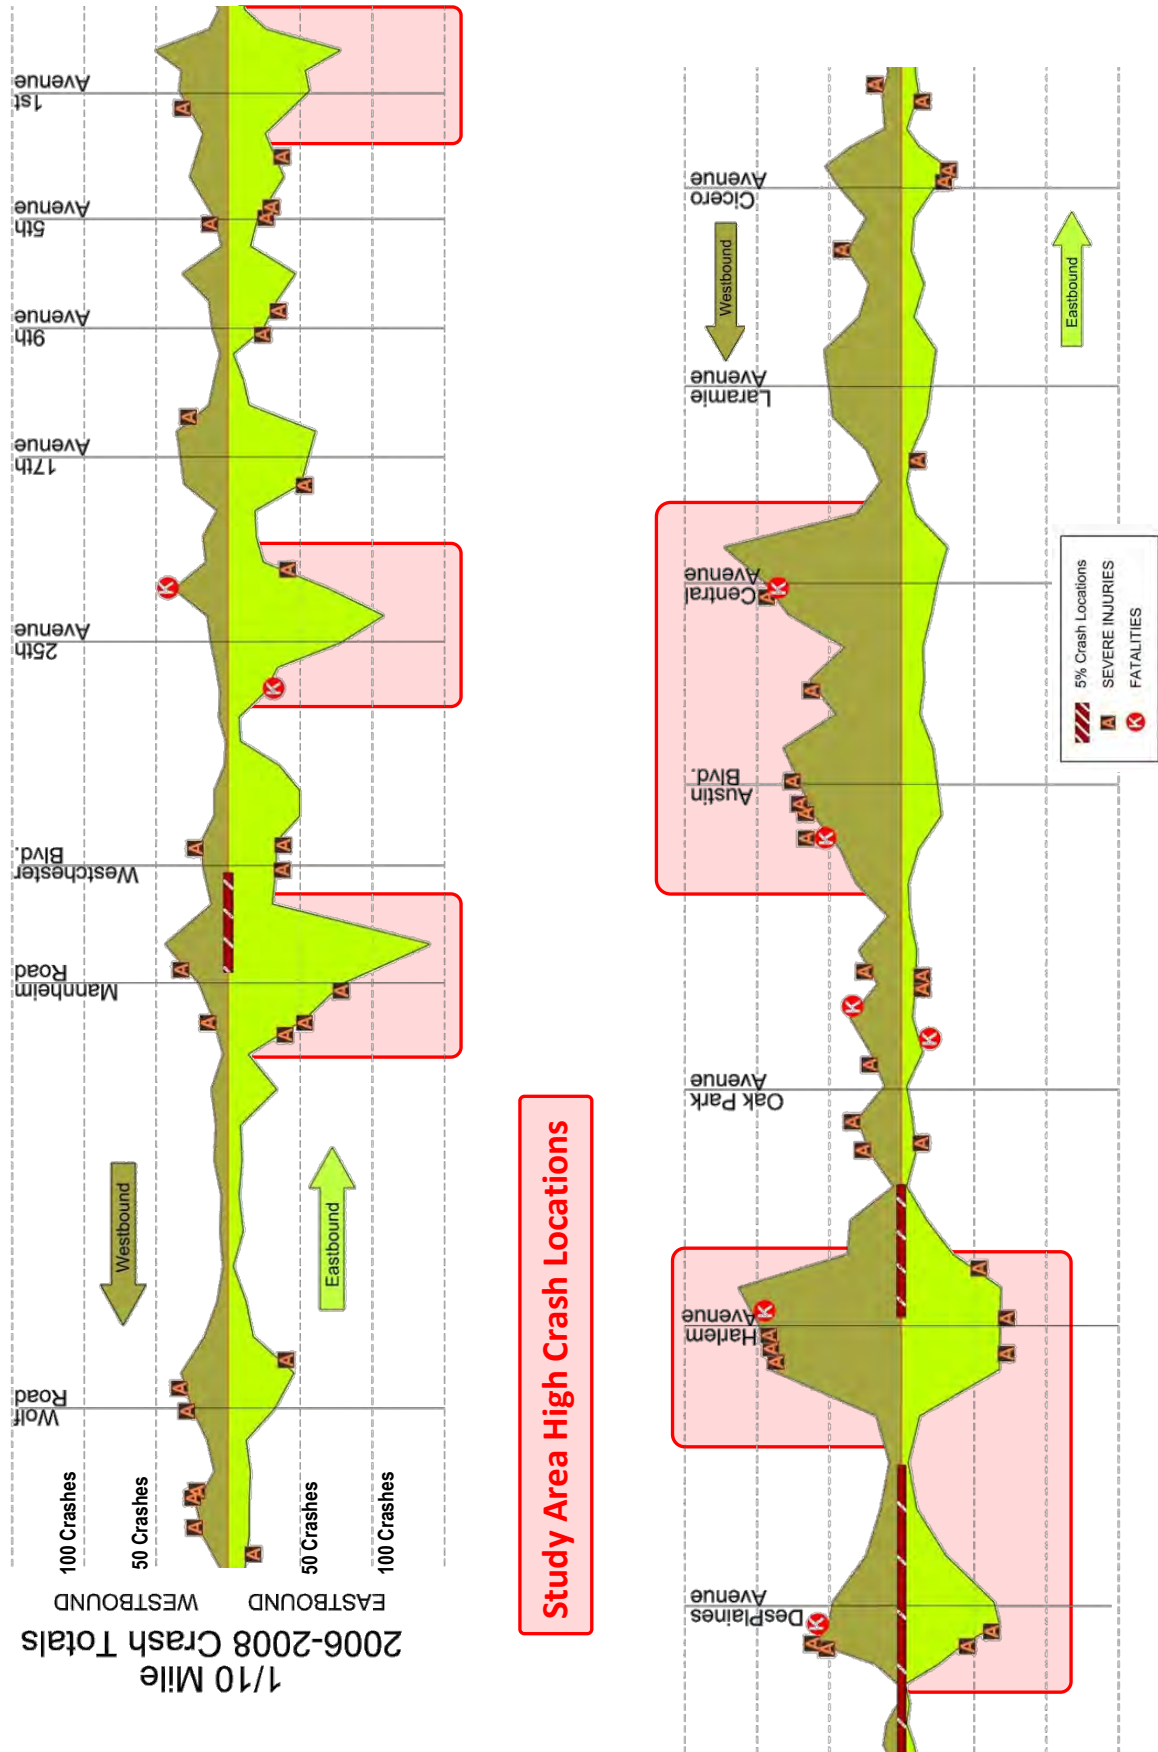 1/10 Mile
2006-2008 Crash Totals
WESTBOUND
EASTBOUND
100 Crashes
50 Crashes
50 Crashes
100 Crashes
Wolf
Road
Mannheim
Road
Westchester
Blvd.
25th
Avenue
17th
Avenue
9th
Avenue
5th
Avenue
1st
Avenue
Westbound
Eastbound
A
A
A
A
A
A
A
A
A
A
A
A
A
A
K
K
A
A
A
A
A
A
A
A
A
A
Study Area High Crash Locations
DesPlaines
Avenue
Harlem
Avenue
Oak Park
Avenue
Austin
Blvd.
Central
Avenue
Laramie
Avenue
Cicero
Avenue
Westbound
Eastbound
A
A
K
A
A
A
A
A
K
A
A
A
A
A
A
A
K
K
A
A
A
A
K
A
A
A
A
A
A
K
A
A
A
A
A
A
5% Crash Locations
A SEVERE INJURIES
K FATALITIES